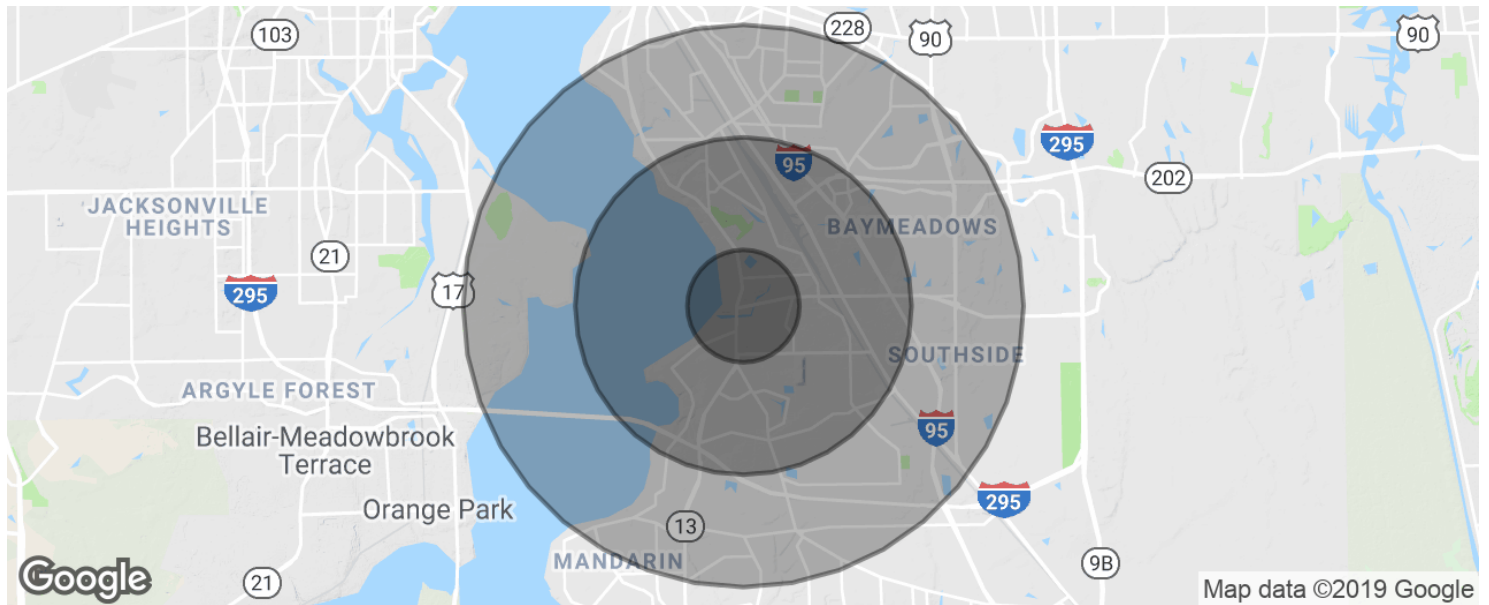 103
228
90
90
295
95
202
JACKSONVILLE
HEIGHTS
BAYMEADOWS
21
295
17
SOUTHSIDE
ARGYLE FOREST
95
Bellair-Meadowbrook
Terrace
295
Orange Park
13
MANDARIN
9B
Google
21
Map data ©2019 Google